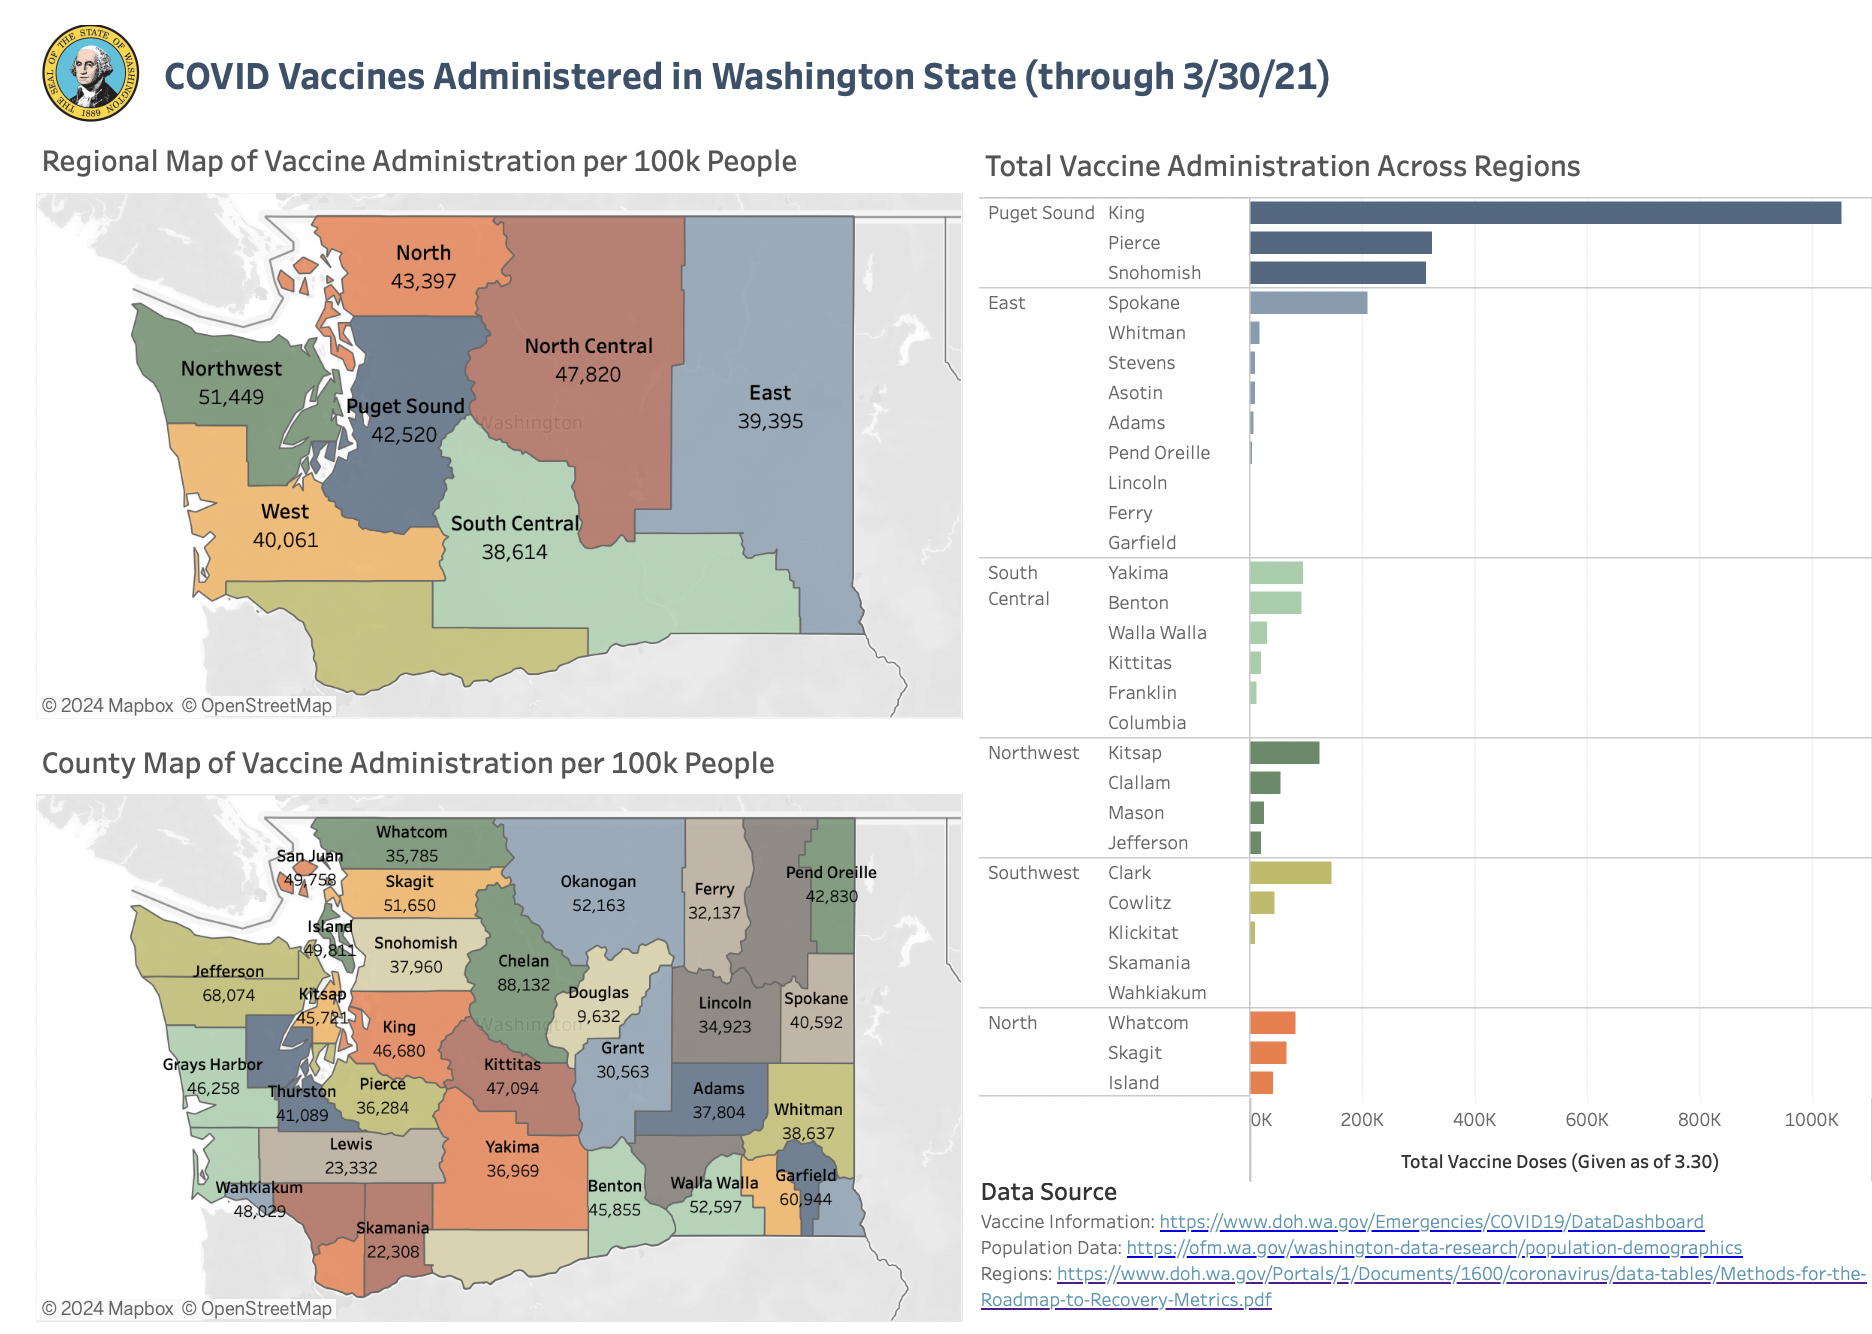 THE SEAL OF THE STATE OF WASHINGTON
1889
COVID Vaccines Administered in Washington State (through 3/30/21)
Regional Map of Vaccine Administration per 100k People
North
43,397
North Central
47,820
Northwest
51,449
East
39,395
Puget Sound
42,520
Washington
West
40,061
South Central
38,614
© 2024 Mapbox © OpenStreetMap
County Map of Vaccine Administration per 100k People
Whatcom
35,785
San Juan
49,758
Skagit
51,650
Okanogan
52,163
Ferry
32,137
Pend Oreille
42,830
Island
49,811
Snohomish
37,960
Chelan
88,132
Jefferson
68,074
Kitsap
45,721
Douglas
9,632
Lincoln
34,923
Spokane
40,592
King
46,680
Washington
Grant
30,563
Grays Harbor
46,258
Kittitas
47,094
Thurston
41,089
Pierce
36,284
Adams
37,804
Whitman
38,637
Lewis
23,332
Yakima
36,969
Garfield
60,944
Wahkiakum
48,029
Benton
45,855
Walla Walla
52,597
Skamania
22,308
© 2024 Mapbox © OpenStreetMap
Total Vaccine Administration Across Regions
Puget Sound King
Pierce
Snohomish
East Spokane
Whitman
Stevens
Asotin
Adams
Pend Oreille
Lincoln
Ferry
Garfield
South Yakima
Central Benton
Walla Walla
Kittitas
Franklin
Columbia
Northwest Kitsap
Clallam
Mason
Jefferson
Southwest Clark
Cowlitz
Klickitat
Skamania
Wahkiakum
North Whatcom
Skagit
Island
0K 200K 400K 600K 800K 1000K
Total Vaccine Doses (Given as of 3.30)
Data Source
Vaccine Information: https://www.doh.wa.gov/Emergencies/COVID19/DataDashboard
Population Data: https://ofm.wa.gov/washington-data-research/population-demographics
Regions: https://www.doh.wa.gov/Portals/1/Documents/1600/coronavirus/data-tables/Methods-for-the-
Roadmap-to-Recovery-Metrics.pdf